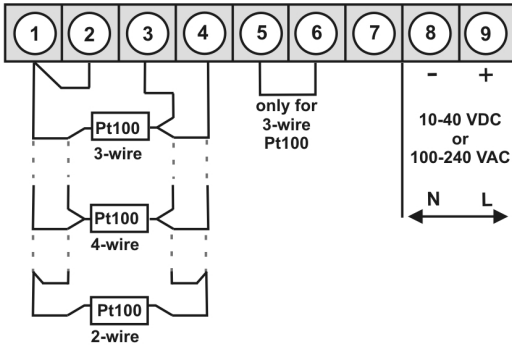 1 2 3 4 5 6 7 8 9
- +
only for
3-wire
Pt100
10-40 VDC
or
100-240 VAC
N L
Pt100
3-wire
Pt100
4-wire
Pt100
2-wire